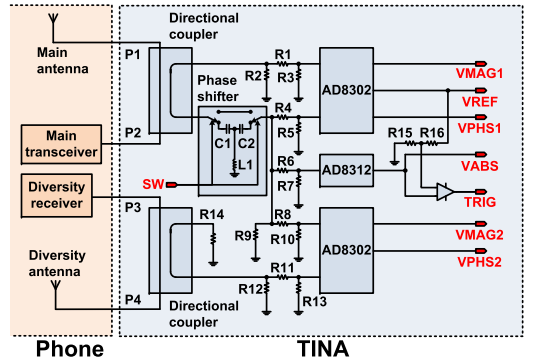 Directional
coupler
Main
antenna
P1
R1
R2
R3
AD8302
VMAG1
Phase
shifter
VREF
R4
R5
VPHS1
P2
C1
C2
L1
R15
R16
Main
transceiver
R6
R7
AD8312
VABS
SW
Diversity
receiver
TRIG
P3
R14
R8
R9
R10
AD8302
VMAG2
VPHS2
Diversity
antenna
R11
R12
R13
P4
Directional
coupler
Phone
TINA